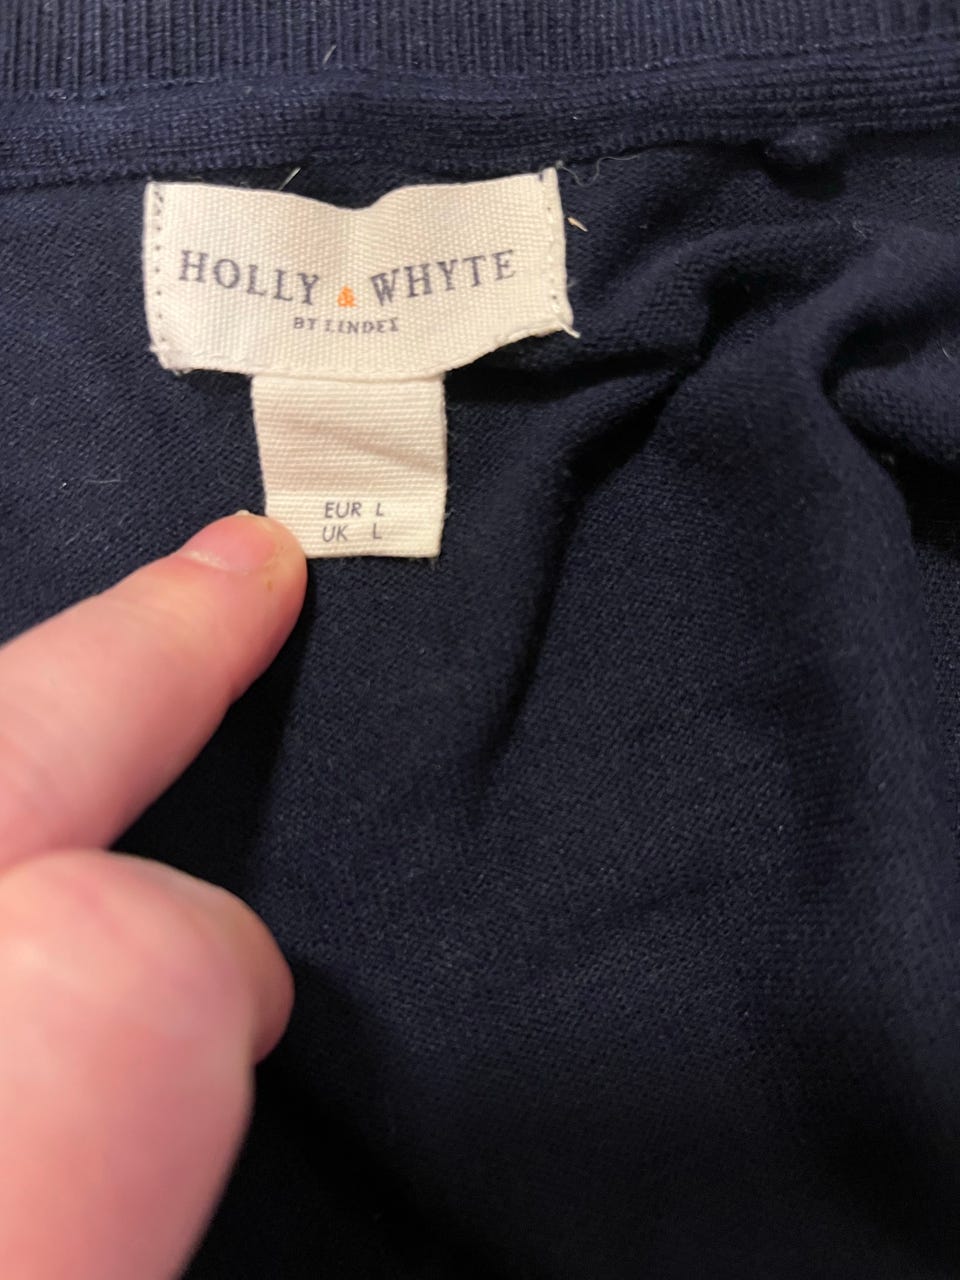 HOLLY & WHYTE
BY LINDEX
EUR L
UK L